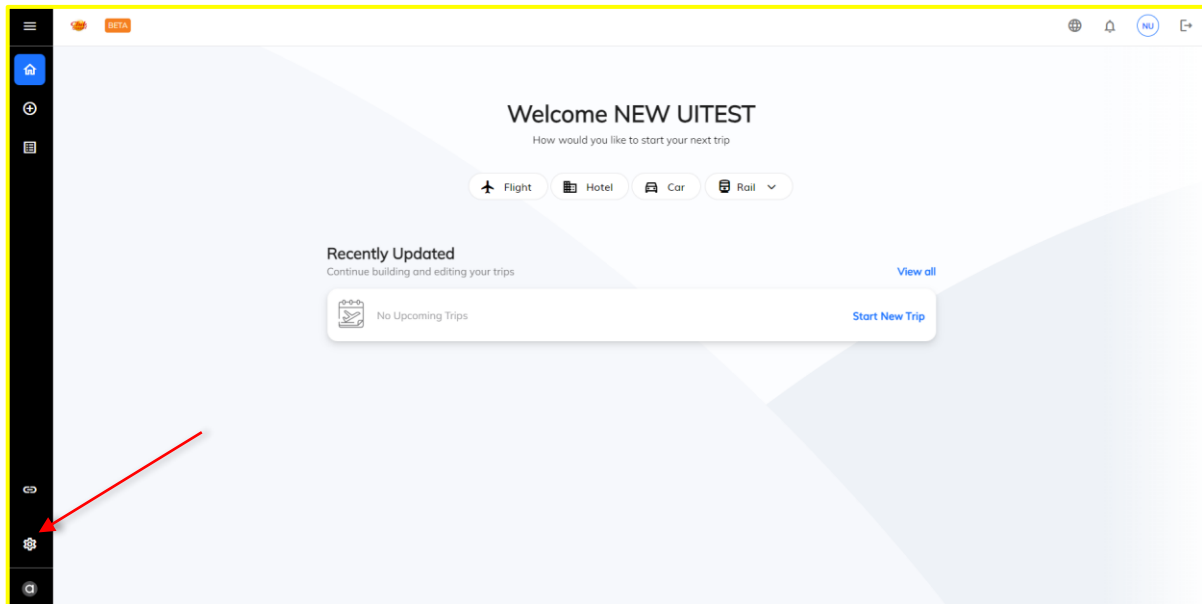 BETA
NU
Welcome NEW UITEST
How would you like to start your next trip
Flight Hotel Car Rail
Recently Updated
Continue building and editing your trips
View all
No Upcoming Trips
Start New Trip
a